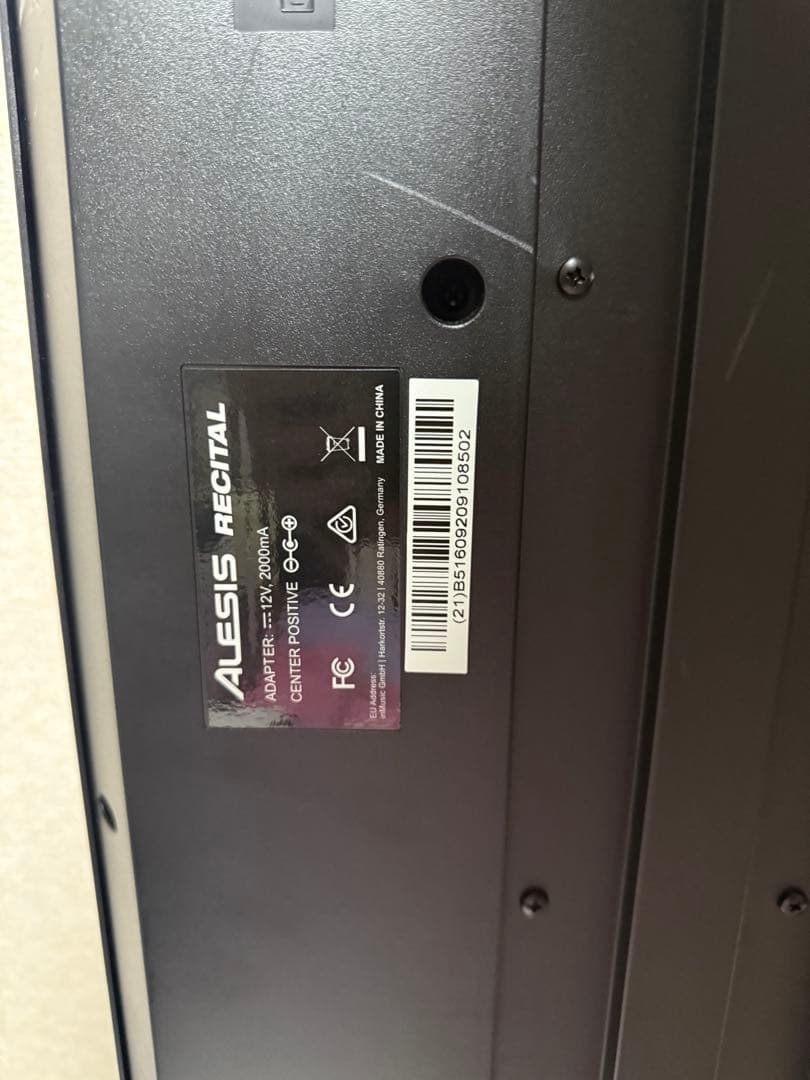 ALESIS RECITAL
ADAPTER: 12V, 2000mA
CENTER POSITIVE
FC CE
EU Address:
inMusic GmbH | Harkortstr. 12-32 | 40880 Ratingen, Germany MADE IN CHINA
(21)B51609209108502